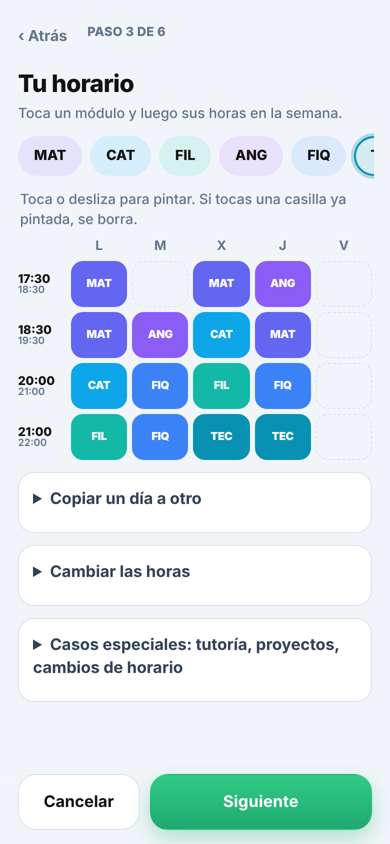 ‹ Atrás PASO 3 DE 6
Tu horario
Toca un módulo y luego sus horas en la semana.
MAT CAT FIL ANG FIQ
Toca o desliza para pintar. Si tocas una casilla ya
pintada, se borra.
L M X J V
17:30 MAT MAT ANG
18:30
18:30 MAT ANG CAT MAT
19:30
20:00 CAT FIQ FIL FIQ
21:00
21:00 FIL FIQ TEC TEC
22:00
▶ Copiar un día a otro
▶ Cambiar las horas
▶ Casos especiales: tutoría, proyectos,
cambios de horario
Cancelar Siguiente